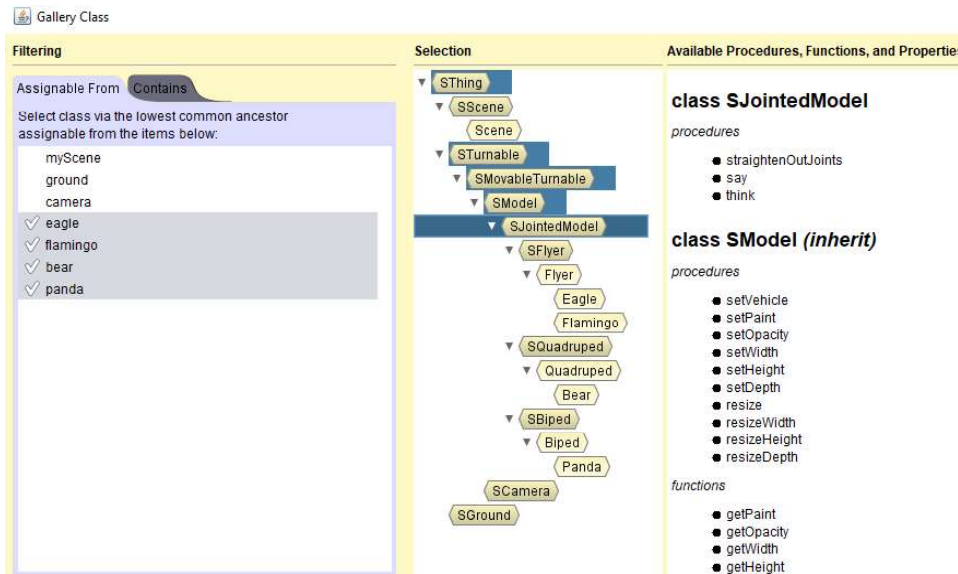 Gallery Class
Filtering
Assignable From Contains
Select class via the lowest common ancestor
assignable from the items below:
myScene
ground
camera
eagle
flamingo
bear
panda
Selection
SThing
SScene
Scene
STurnable
SMovableTurnable
SModel
SJointedModel
SFlyer
Flyer
Eagle
Flamingo
SQuadruped
Quadruped
Bear
SBiped
Biped
Panda
SCamera
SGround
Available Procedures, Functions, and Propertie
class SJointedModel
procedures
straightenOutJoints
say
think
class SModel (inherit)
procedures
setVehicle
setPaint
setOpacity
setWidth
setHeight
setDepth
resize
resizeWidth
resizeHeight
resizeDepth
functions
getPaint
getOpacity
getWidth
getHeight